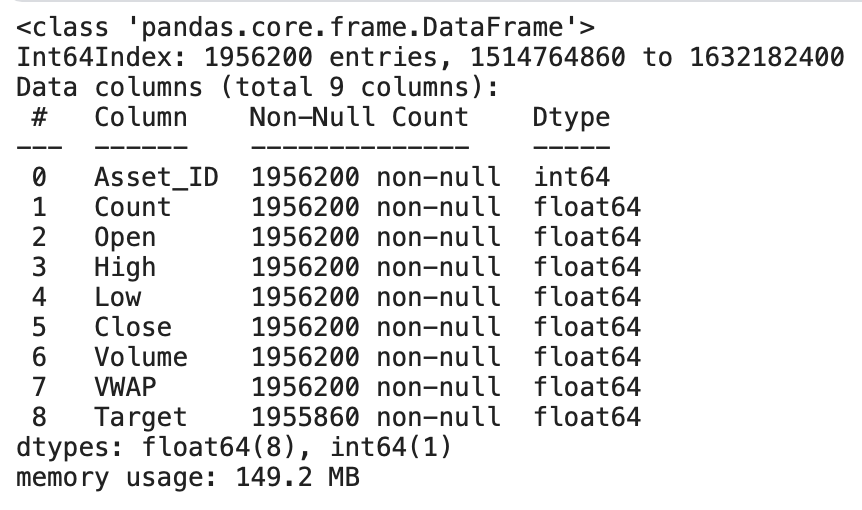 <class 'pandas.core.frame.DataFrame'>
Int64Index: 1956200 entries, 1514764860 to 1632182400
Data columns (total 9 columns):
 #   Column    Non-Null Count    Dtype
---  ------    --------------    -----
 0   Asset_ID  1956200 non-null  int64
 1   Count     1956200 non-null  float64
 2   Open      1956200 non-null  float64
 3   High      1956200 non-null  float64
 4   Low       1956200 non-null  float64
 5   Close     1956200 non-null  float64
 6   Volume    1956200 non-null  float64
 7   VWAP      1956200 non-null  float64
 8   Target    1955860 non-null  float64
dtypes: float64(8), int64(1)
memory usage: 149.2 MB